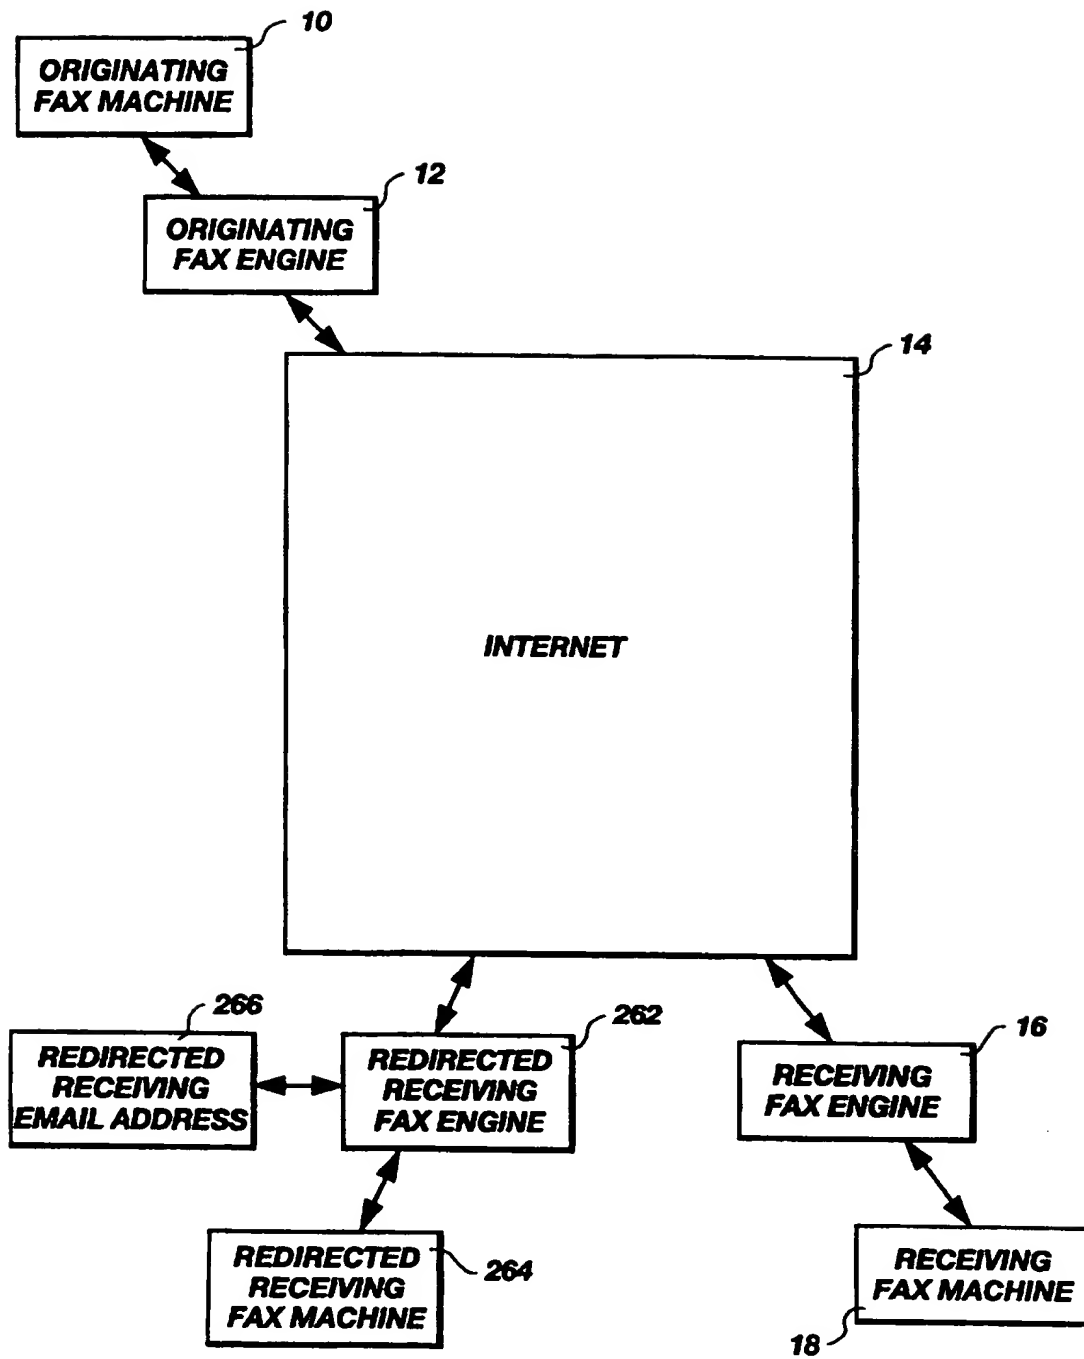 10
ORIGINATING
FAX MACHINE
12
ORIGINATING
FAX ENGINE
14
INTERNET
266
REDIRECTED
RECEIVING
EMAIL ADDRESS
262
REDIRECTED
RECEIVING
FAX ENGINE
16
RECEIVING
FAX ENGINE
REDIRECTED
RECEIVING
FAX MACHINE
264
RECEIVING
FAX MACHINE
18